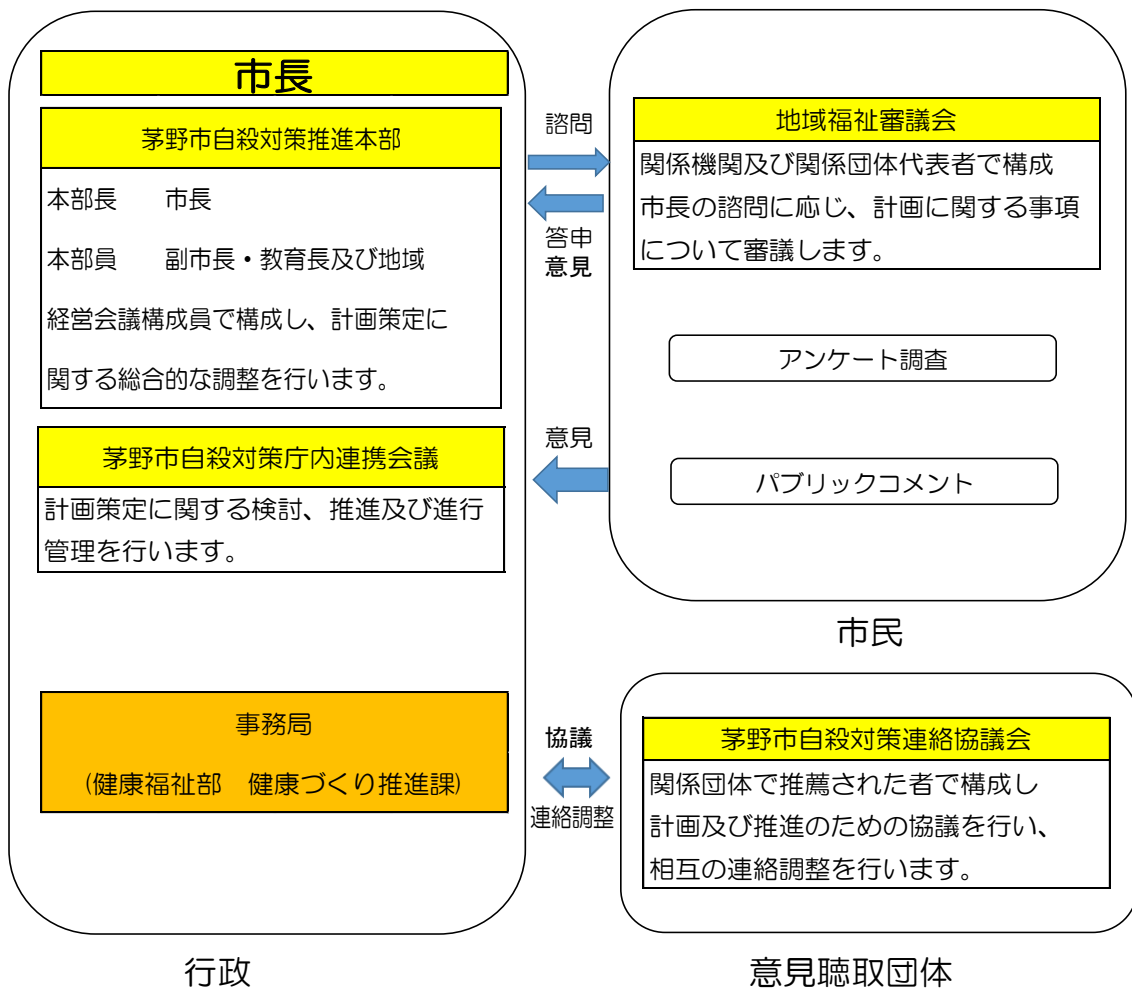 市長
茅野市自殺対策推進本部
本部長　　市長
本部員　　副市長・教育長及び地域
経営会議構成員で構成し、計画策定に
関する総合的な調整を行います。
茅野市自殺対策庁内連携会議
計画策定に関する検討、推進及び進行
管理を行います。
事務局
(健康福祉部　健康づくり推進課)
行政
諮問
答申
意見
意見
協議
連絡調整
地域福祉審議会
関係機関及び関係団体代表者で構成
市長の諮問に応じ、計画に関する事項
について審議します。
アンケート調査
パブリックコメント
市民
茅野市自殺対策連絡協議会
関係団体で推薦された者で構成し
計画及び推進のための協議を行い、
相互の連絡調整を行います。
意見聴取団体